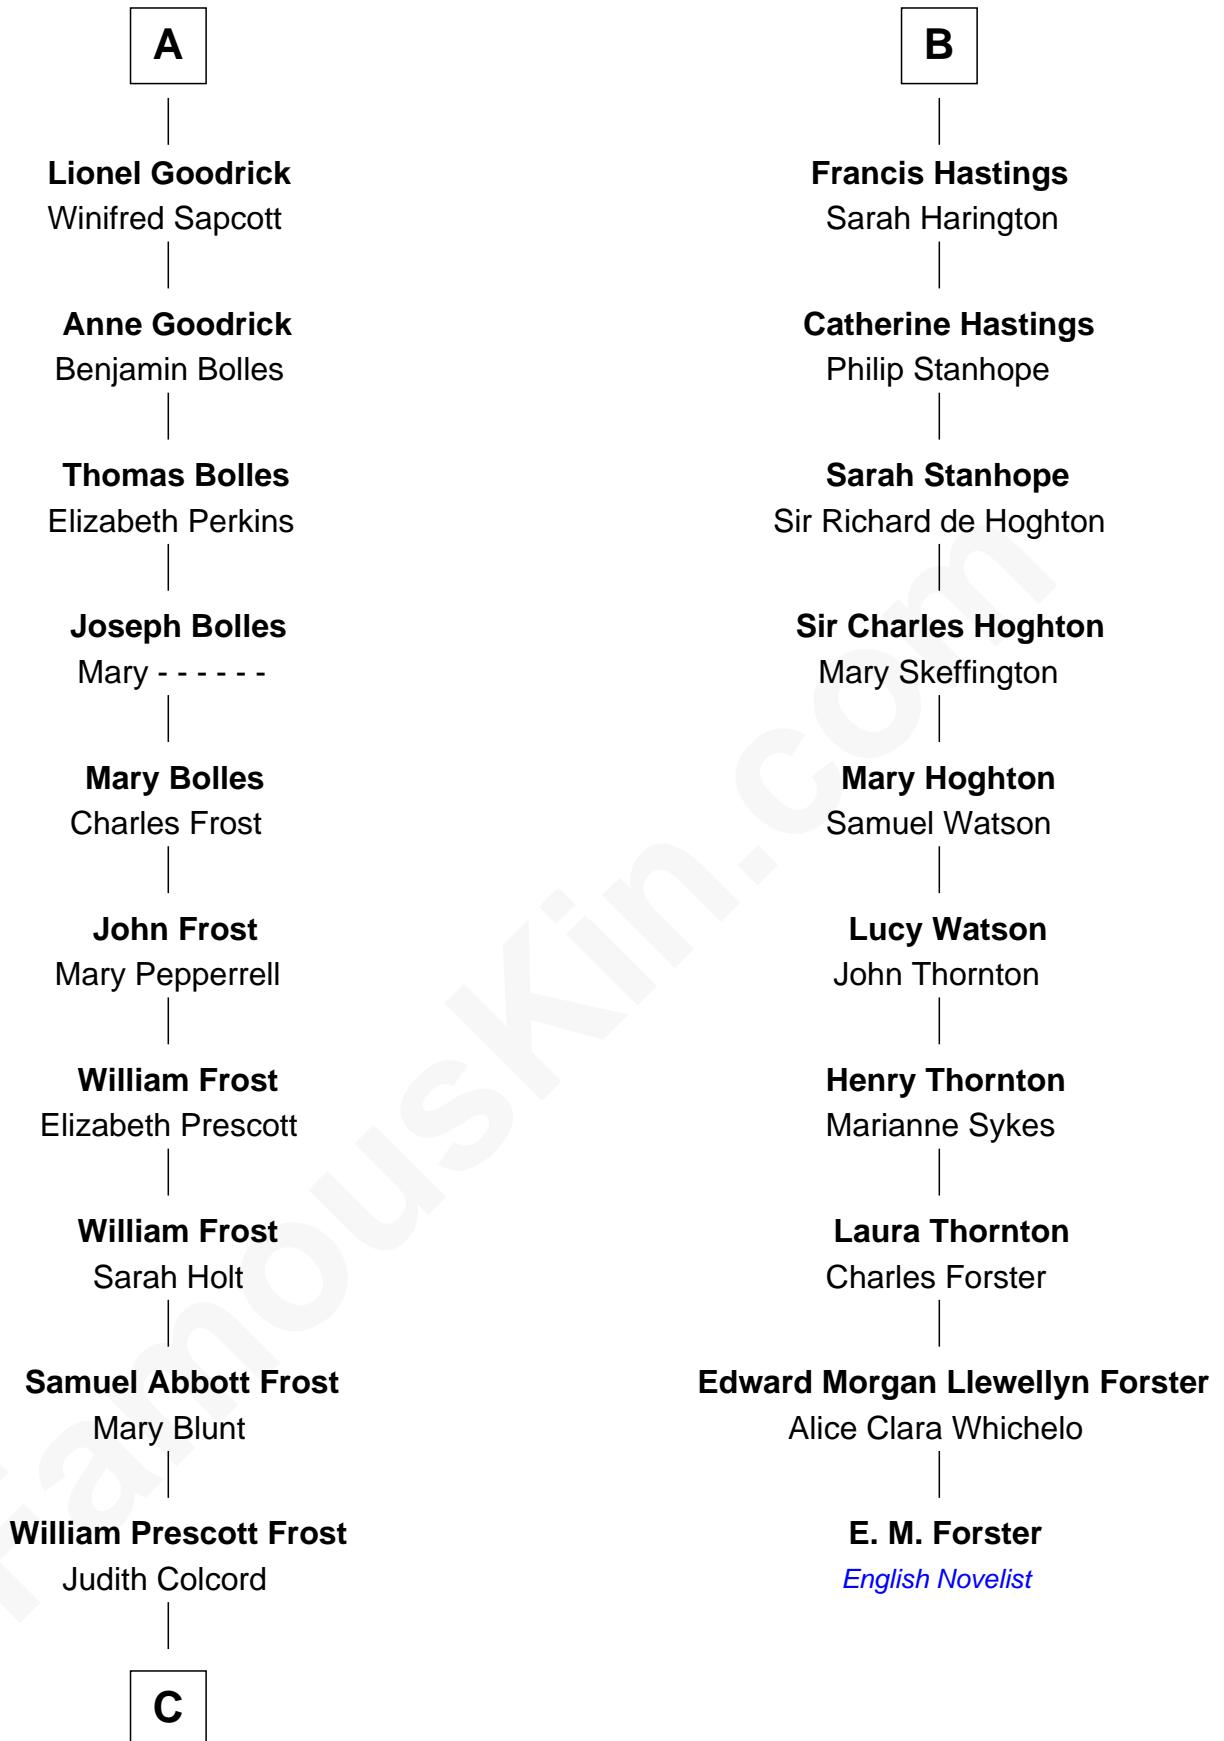 A
Lionel Goodrick
Winifred Sapcott
Anne Goodrick
Benjamin Bolles
Thomas Bolles
Elizabeth Perkins
Joseph Bolles
Mary - - - - - -
Mary Bolles
Charles Frost
John Frost
Mary Pepperrell
William Frost
Elizabeth Prescott
William Frost
Sarah Holt
Samuel Abbott Frost
Mary Blunt
William Prescott Frost
Judith Colcord
C
B
Francis Hastings
Sarah Harington
Catherine Hastings
Philip Stanhope
Sarah Stanhope
Sir Richard de Hoghton
Sir Charles Hoghton
Mary Skeffington
Mary Hoghton
Samuel Watson
Lucy Watson
John Thornton
Henry Thornton
Marianne Sykes
Laura Thornton
Charles Forster
Edward Morgan Llewellyn Forster
Alice Clara Whichelo
E. M. Forster
English Novelist
FamousKin.com